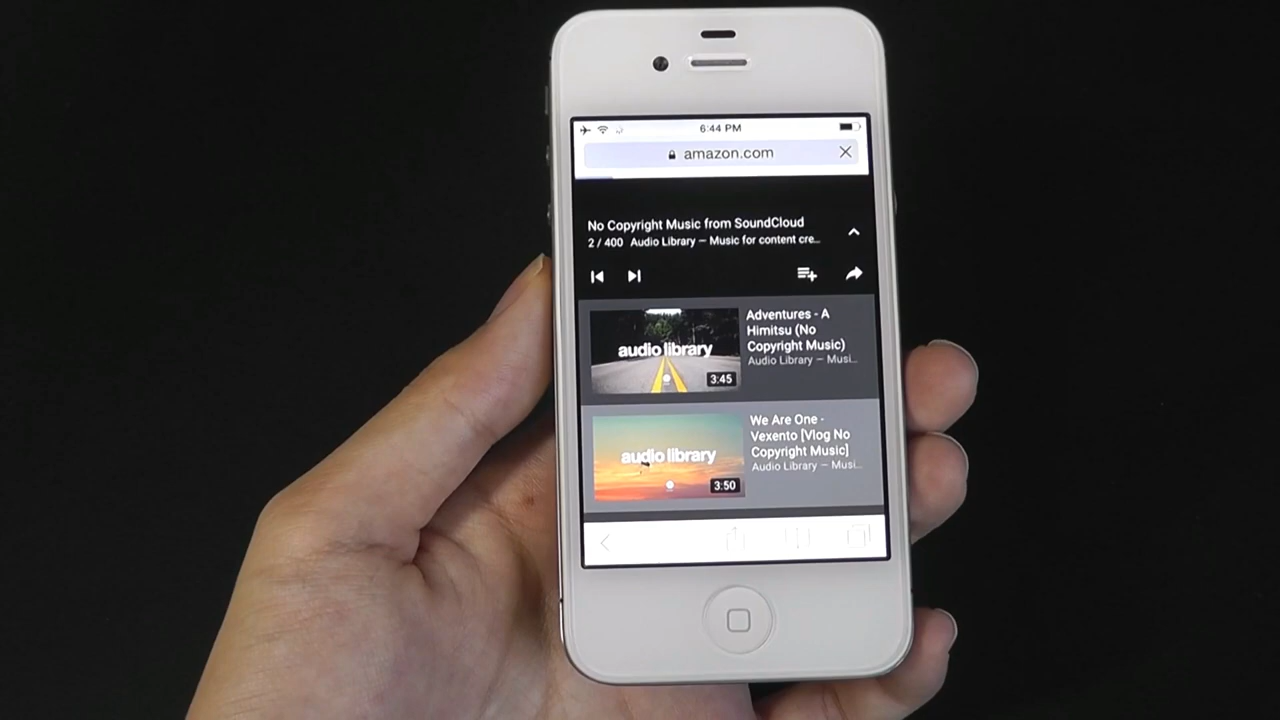 6:44 PM
amazon.com
No Copyright Music from SoundCloud
2 / 400 Audio Library – Music for content cre...
audio library
3:45
Adventures - A
Himitsu (No
Copyright Music)
Audio Library – Musi...
audio library
3:50
We Are One -
Vexento [Vlog No
Copyright Music]
Audio Library – Musi...